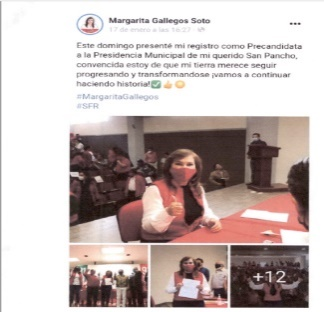 Margarita Gallegos Soto
17 de enero a las 16:27
Este domingo presenté mi registro como Precandidata
a la Presidencia Municipal de mi querido San Pancho,
convencida estoy de que mi tierra merece seguir
progresando y transformandose ¡vamos a continuar
haciendo historia!✅👍😊
#MargaritaGallegos
#SFR
+12